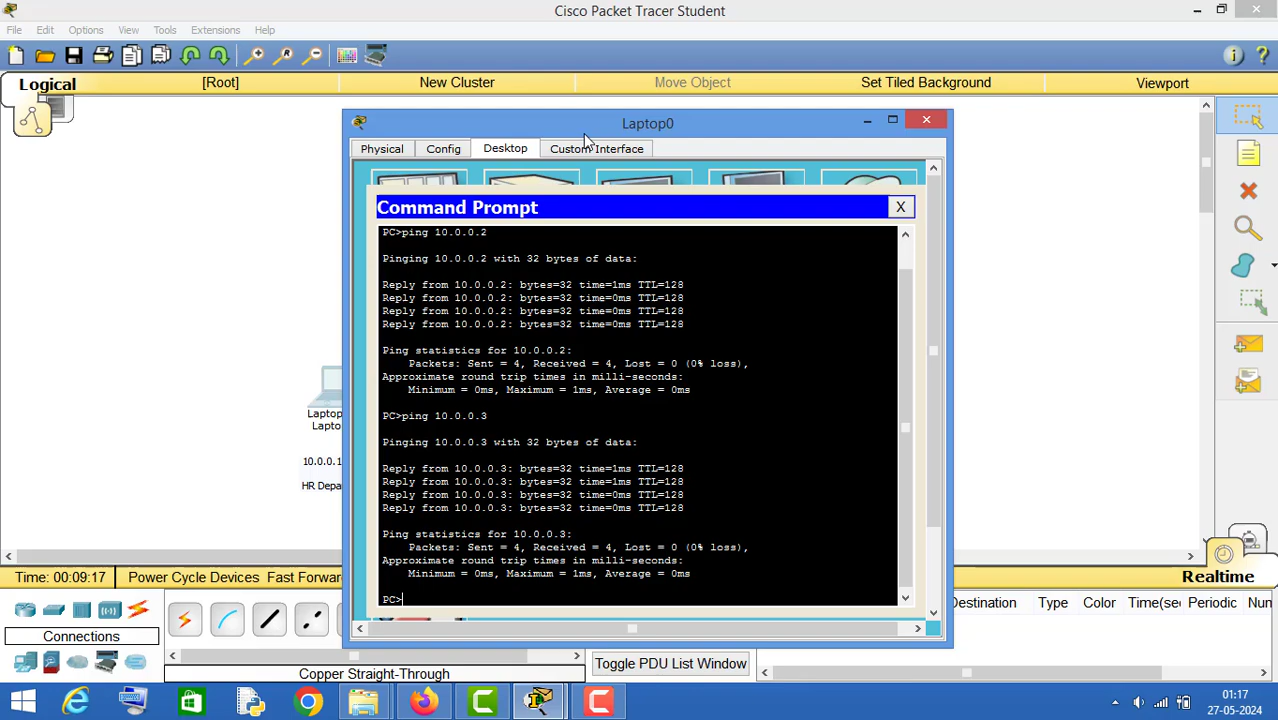 Cisco Packet Tracer Student
File Edit Options View Tools Extensions Help
Logical [Root] New Cluster Move Object Set Tiled Background Viewport
Laptop0
Physical Config Desktop Custom Interface
Command Prompt X
PC>ping 10.0.0.2
Pinging 10.0.0.2 with 32 bytes of data:
Reply from 10.0.0.2: bytes=32 time=1ms TTL=128
Reply from 10.0.0.2: bytes=32 time=0ms TTL=128
Reply from 10.0.0.2: bytes=32 time=0ms TTL=128
Reply from 10.0.0.2: bytes=32 time=0ms TTL=128
Ping statistics for 10.0.0.2:
Packets: Sent = 4, Received = 4, Lost = 0 (0% loss),
Approximate round trip times in milli-seconds:
Minimum = 0ms, Maximum = 1ms, Average = 0ms
PC>ping 10.0.0.3
Pinging 10.0.0.3 with 32 bytes of data:
Reply from 10.0.0.3: bytes=32 time=1ms TTL=128
Reply from 10.0.0.3: bytes=32 time=1ms TTL=128
Reply from 10.0.0.3: bytes=32 time=0ms TTL=128
Reply from 10.0.0.3: bytes=32 time=0ms TTL=128
Ping statistics for 10.0.0.3:
Packets: Sent = 4, Received = 4, Lost = 0 (0% loss),
Approximate round trip times in milli-seconds:
Minimum = 0ms, Maximum = 1ms, Average = 0ms
PC>
Laptop
Lapto
10.0.0.1
HR Depa
Time: 00:09:17 Power Cycle Devices Fast Forwar
Realtime
Connections
Copper Straight-Through
Toggle PDU List Window
Destination Type Color Time(sec Periodic Num
01:17
27-05-2024